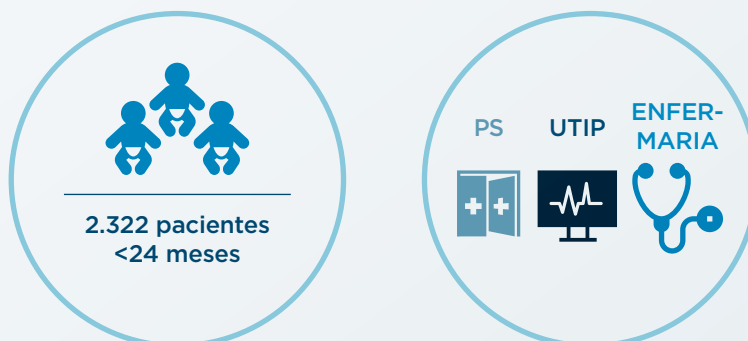 2.322 pacientes
<24 meses
PS
UTIP
ENFER-
MARIA